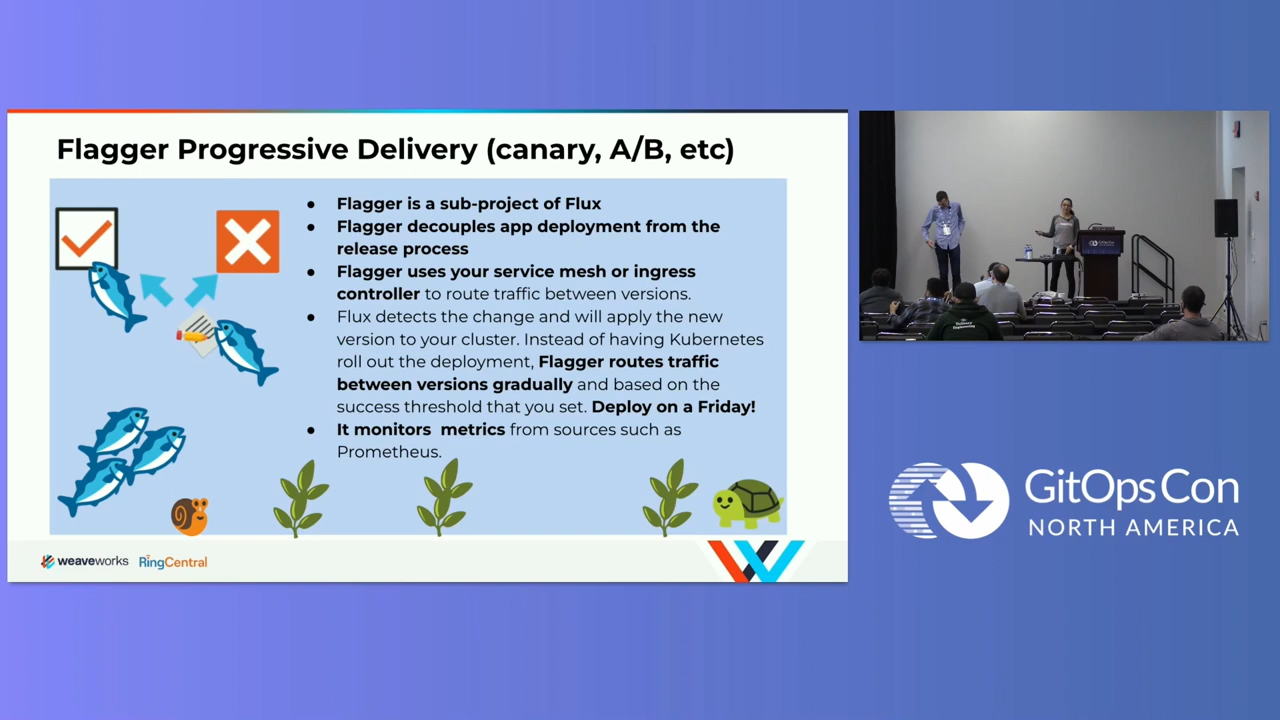 Flagger Progressive Delivery (canary, A/B, etc)
● Flagger is a sub-project of Flux
● Flagger decouples app deployment from the
release process
● Flagger uses your service mesh or ingress
controller to route traffic between versions.
● Flux detects the change and will apply the new
version to your cluster. Instead of having Kubernetes
roll out the deployment, Flagger routes traffic
between versions gradually and based on the
success threshold that you set. Deploy on a Friday!
● It monitors metrics from sources such as
Prometheus.
weaveworks RingCentral
GitOpsCon
GitOpsCon
NORTH AMERICA